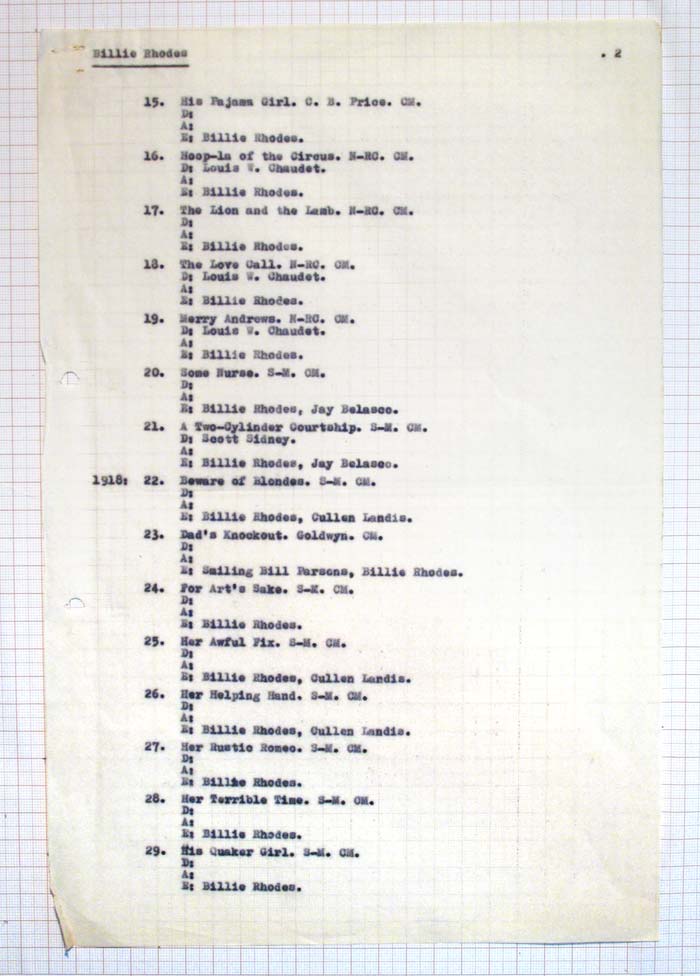 Billie Rhodes . 2
15. His Pajama Girl. C. B. Price. CM.
D:
A:
E: Billie Rhodes.
16. Hoop-la of the Circus. N-RC. CM.
D: Louis W. Chaudet.
A:
E: Billie Rhodes.
17. The Lion and the Lamb. N-RC. CM.
D:
A:
E: Billie Rhodes.
18. The Love Call. N-RC. CM.
D: Louis W. Chaudet.
A:
E: Billie Rhodes.
19. Merry Andrews. N-RC. CM.
D: Louis W. Chaudet.
A:
E: Billie Rhodes.
20. Some Nurse. S-M. CM.
D:
A:
E: Billie Rhodes, Jay Belasco.
21. A Two-Cylinder Courtship. S-M. CM.
D: Scott Sidney.
A:
E: Billie Rhodes, Jay Belasco.
1918: 22. Beware of Blondes. S-M. CM.
D:
A:
E: Billie Rhodes, Cullen Landis.
23. Dad's Knockout. Goldwyn. CM.
D:
A:
E: Smiling Bill Parsons, Billie Rhodes.
24. For Art's Sake. S-M. CM.
D:
A:
E: Billie Rhodes.
25. Her Awful Fix. S-M. CM.
D:
A:
E: Billie Rhodes, Cullen Landis.
26. Her Helping Hand. S-M. CM.
D:
A:
E: Billie Rhodes, Cullen Landis.
27. Her Rustic Romeo. S-M. CM.
D:
A:
E: Billie Rhodes.
28. Her Terrible Time. S-M. CM.
D:
A:
E: Billie Rhodes.
29. His Quaker Girl. S-M. CM.
D:
A:
E: Billie Rhodes.